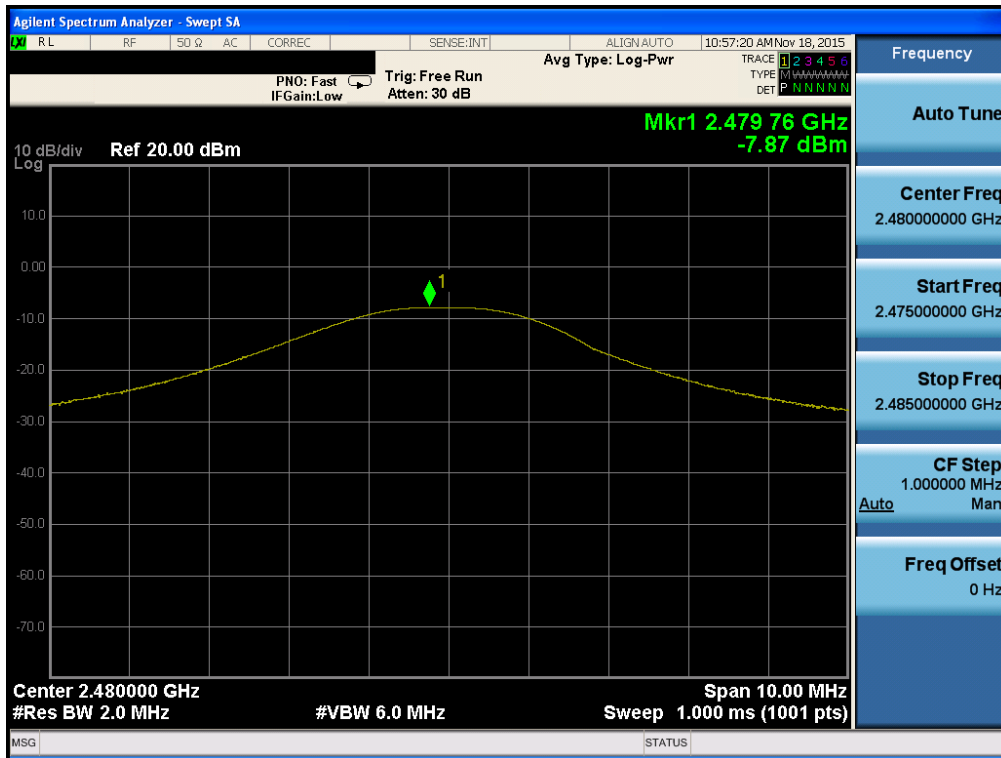 Agilent Spectrum Analyzer - Swept SA
LXI RL RF 50 Ω AC CORREC SENSE:INT ALIGN AUTO 10:57:20 AM Nov 18, 2015
Frequency
Avg Type: Log-Pwr
TRACE 1 2 3 4 5 6
PNO: Fast Trig: Free Run
TYPE M
IFGain:Low Atten: 30 dB
DET P N N N N N
Auto Tune
Mkr1 2.479 76 GHz
10 dB/div Ref 20.00 dBm -7.87 dBm
Log
Center Freq
2.480000000 GHz
10.0
0.00
1
Start Freq
2.475000000 GHz
-10.0
-20.0
Stop Freq
2.485000000 GHz
-30.0
-40.0
CF Step
1.000000 MHz
Auto Man
-50.0
-60.0
Freq Offset
0 Hz
-70.0
Center 2.480000 GHz Span 10.00 MHz
#Res BW 2.0 MHz #VBW 6.0 MHz Sweep 1.000 ms (1001 pts)
MSG STATUS